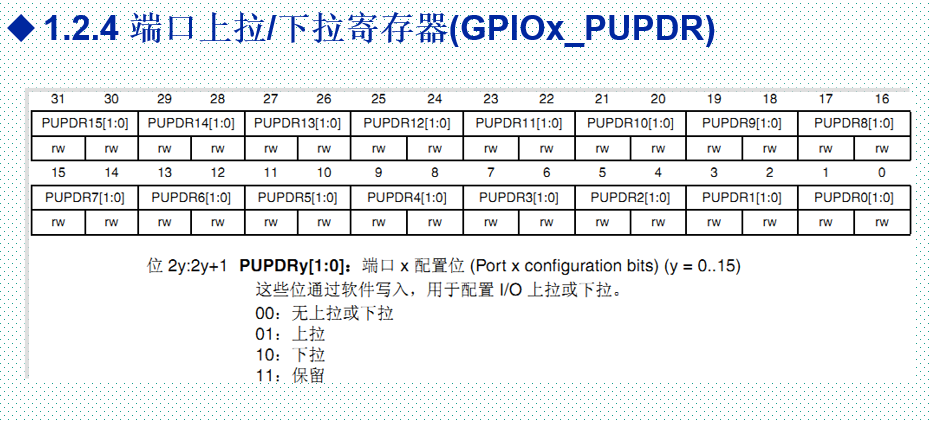 ◆ 1.2.4 端口上拉/下拉寄存器(GPIOx_PUPDR)
31 30 29 28 27 26 25 24 23 22 21 20 19 18 17 16
PUPDR15[1:0] PUPDR14[1:0] PUPDR13[1:0] PUPDR12[1:0] PUPDR11[1:0] PUPDR10[1:0] PUPDR9[1:0] PUPDR8[1:0]
rw rw rw rw rw rw rw rw rw rw rw rw rw rw rw rw
15 14 13 12 11 10 9 8 7 6 5 4 3 2 1 0
PUPDR7[1:0] PUPDR6[1:0] PUPDR5[1:0] PUPDR4[1:0] PUPDR3[1:0] PUPDR2[1:0] PUPDR1[1:0] PUPDR0[1:0]
rw rw rw rw rw rw rw rw rw rw rw rw rw rw rw rw
位 2y:2y+1 PUPDRy[1:0]：端口 x 配置位 (Port x configuration bits) (y = 0..15)
这些位通过软件写入，用于配置 I/O 上拉或下拉。
00：无上拉或下拉
01：上拉
10：下拉
11：保留